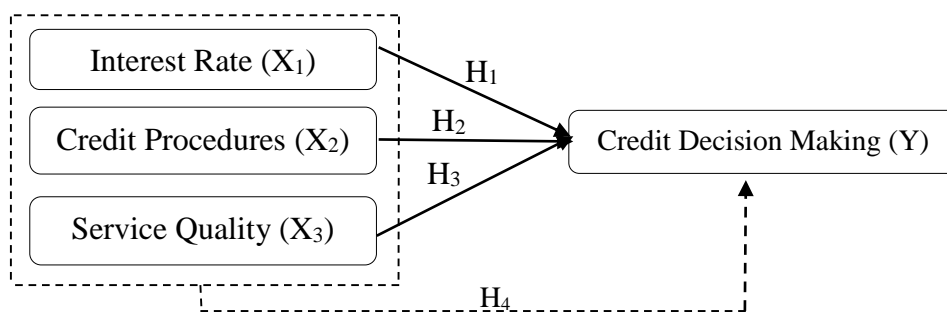 Interest Rate (X₁)
H₁
Credit Procedures (X₂)
H₂
Credit Decision Making (Y)
H₃
Service Quality (X₃)
H₄